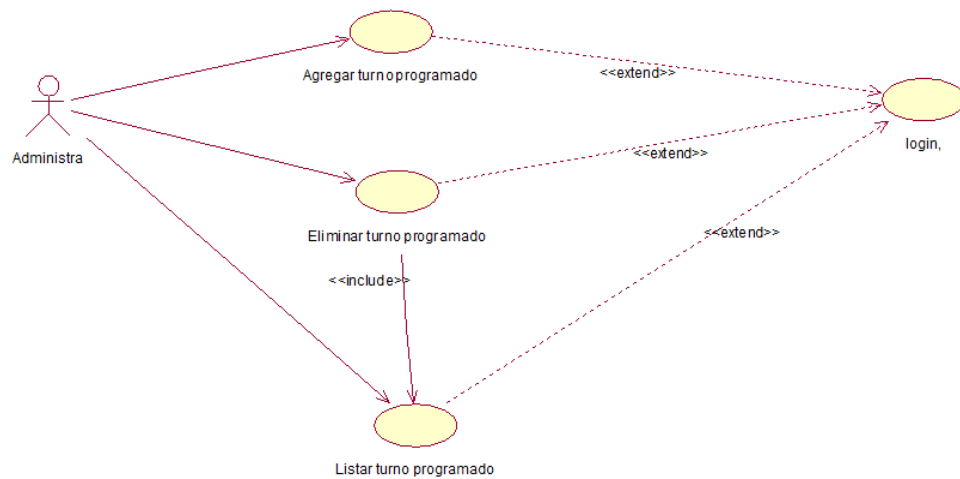 Agregar turno programado
<<extend>>
login,
Administra
<<extend>>
Eliminar turno programado
<<extend>>
<<include>>
Listar turno programado